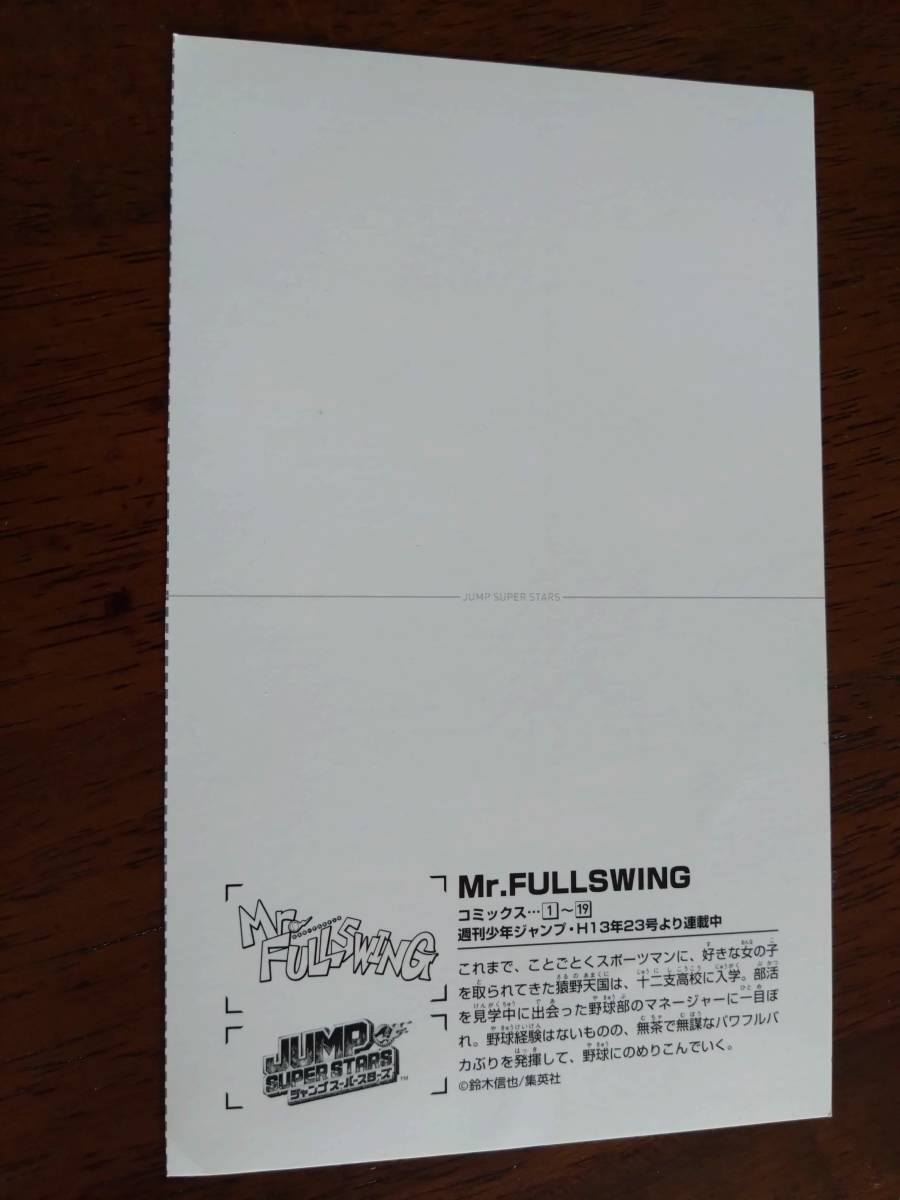 JUMP SUPER STARS
Mr.
FULLSWING
JUMP
SUPER STARS
ジャンプスーパースターズ
TM
Mr.FULLSWING
コミックス…1〜19
週刊少年ジャンプ・H13年23号より連載中
これまで、ことごとくスポーツマンに、好きな女の子
を取られてきた猿野天国は、十二支高校に入学。部活
を見学中に出会った野球部のマネージャーに一目ぼ
れ。野球経験はないものの、無茶で無謀なパワフルバ
カぶりを発揮して、野球にのめりこんでいく。
©鈴木信也/集英社